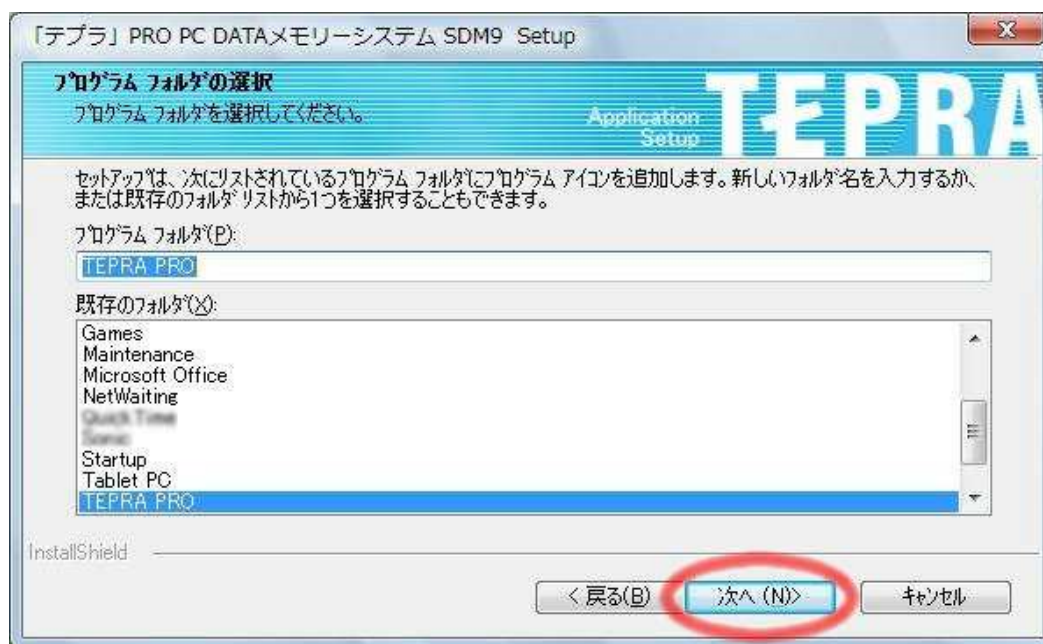 「テプラ」PRO PC DATAメモリーシステム SDM9 Setup
プログラム フォルダの選択
プログラム フォルダを選択してください。
Application
Setup
TEPRA
セットアップは、次にリストされているプログラム フォルダにプログラム アイコンを追加します。新しいフォルダ名を入力するか、
または既存のフォルダ リストから1つを選択することもできます。
プログラム フォルダ(P):
TEPRA PRO
既存のフォルダ(X):
Games
Maintenance
Microsoft Office
NetWaiting
Startup
Tablet PC
TEPRA PRO
InstallShield
< 戻る(B)
次へ (N)>
キャンセル